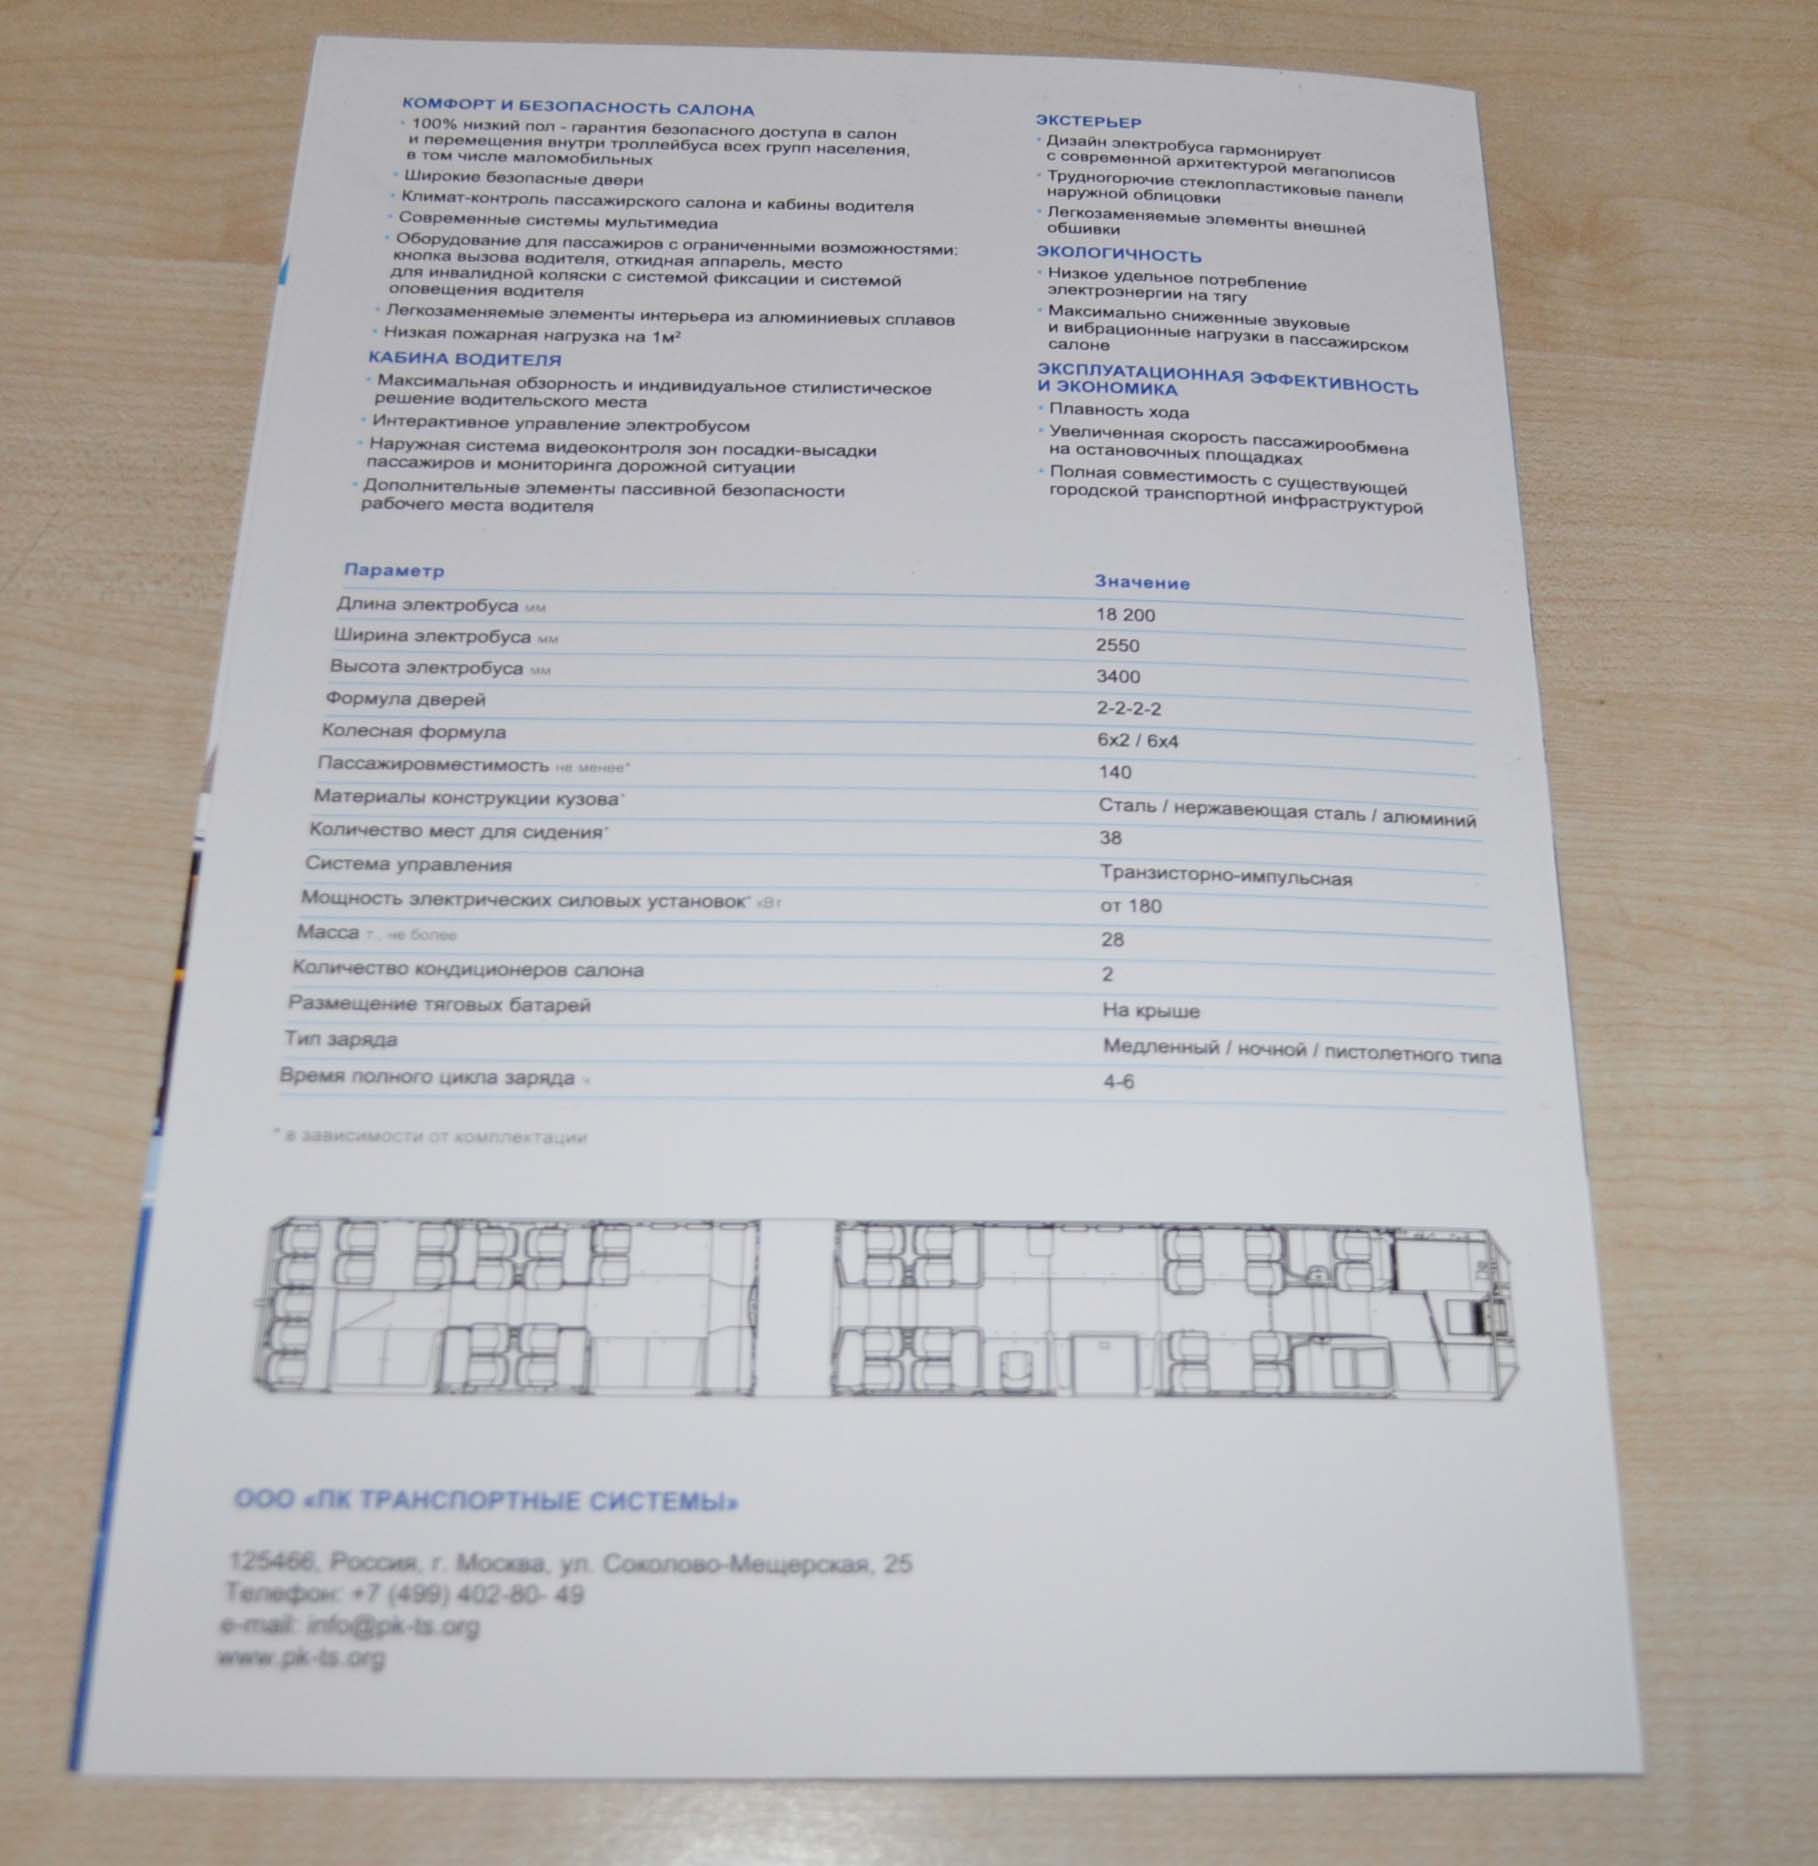 КОМФОРТ И БЕЗОПАСНОСТЬ САЛОНА
• 100% низкий пол - гарантия безопасного доступа в салон
и перемещения внутри троллейбуса всех групп населения,
в том числе маломобильных
• Широкие безопасные двери
• Климат-контроль пассажирского салона и кабины водителя
• Современные системы мультимедиа
• Оборудование для пассажиров с ограниченными возможностями:
кнопка вызова водителя, откидная аппарель, место
для инвалидной коляски с системой фиксации и системой
оповещения водителя
• Легкозаменяемые элементы интерьера из алюминиевых сплавов
• Низкая пожарная нагрузка на 1м²
КАБИНА ВОДИТЕЛЯ
• Максимальная обзорность и индивидуальное стилистическое
решение водительского места
• Интерактивное управление электробусом
• Наружная система видеоконтроля зон посадки-высадки
пассажиров и мониторинга дорожной ситуации
• Дополнительные элементы пассивной безопасности
рабочего места водителя
ЭКСТЕРЬЕР
• Дизайн электробуса гармонирует
с современной архитектурой мегаполисов
• Трудногорючие стеклопластиковые панели
наружной облицовки
• Легкозаменяемые элементы внешней
обшивки
ЭКОЛОГИЧНОСТЬ
• Низкое удельное потребление
электроэнергии на тягу
• Максимально сниженные звуковые
и вибрационные нагрузки в пассажирском
салоне
ЭКСПЛУАТАЦИОННАЯ ЭФФЕКТИВНОСТЬ
И ЭКОНОМИКА
• Плавность хода
• Увеличенная скорость пассажирообмена
на остановочных площадках
• Полная совместимость с существующей
городской транспортной инфраструктурой
Параметр Значение
Длина электробуса мм 18 200
Ширина электробуса мм 2550
Высота электробуса мм 3400
Формула дверей 2-2-2-2
Колесная формула 6x2 / 6x4
Пассажировместимость не менее* 140
Материалы конструкции кузова* Сталь / нержавеющая сталь / алюминий
Количество мест для сидения* 38
Система управления Транзисторно-импульсная
Мощность электрических силовых установок* кВт от 180
Масса т., не более 28
Количество кондиционеров салона 2
Размещение тяговых батарей На крыше
Тип заряда Медленный / ночной / пистолетного типа
Время полного цикла заряда ч 4-6
* в зависимости от комплектации
ООО «ПК ТРАНСПОРТНЫЕ СИСТЕМЫ»
125466, Россия, г. Москва, ул. Соколово-Мещерская, 25
Телефон: +7 (499) 402-80- 49
e-mail: info@pk-ts.org
www.pk-ts.org